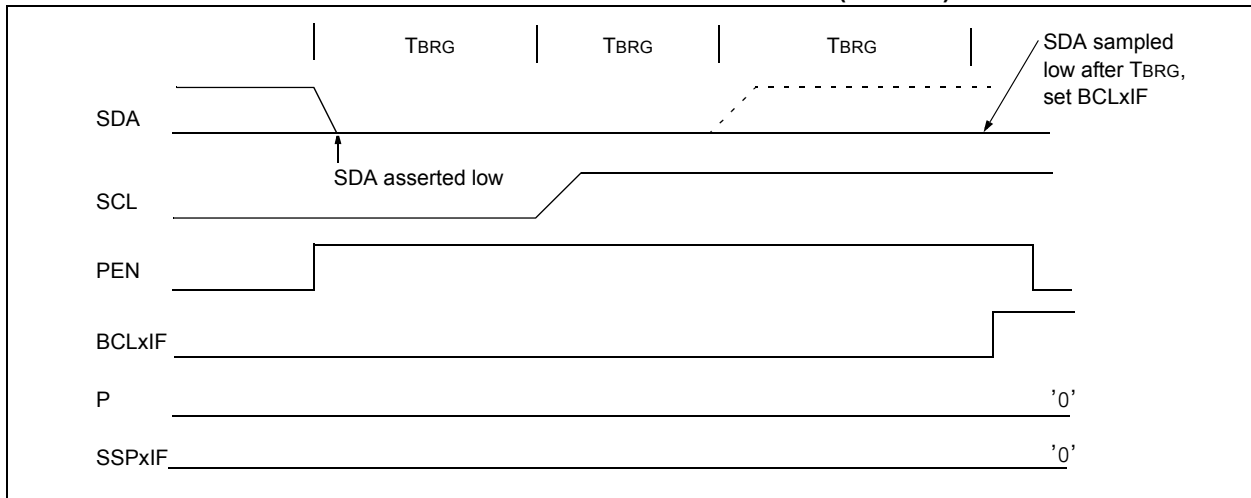 TBRG TBRG TBRG
SDA sampled
low after TBRG,
set BCLxIF
SDA
SDA asserted low
SCL
PEN
BCLxIF
P '0'
SSPxIF '0'